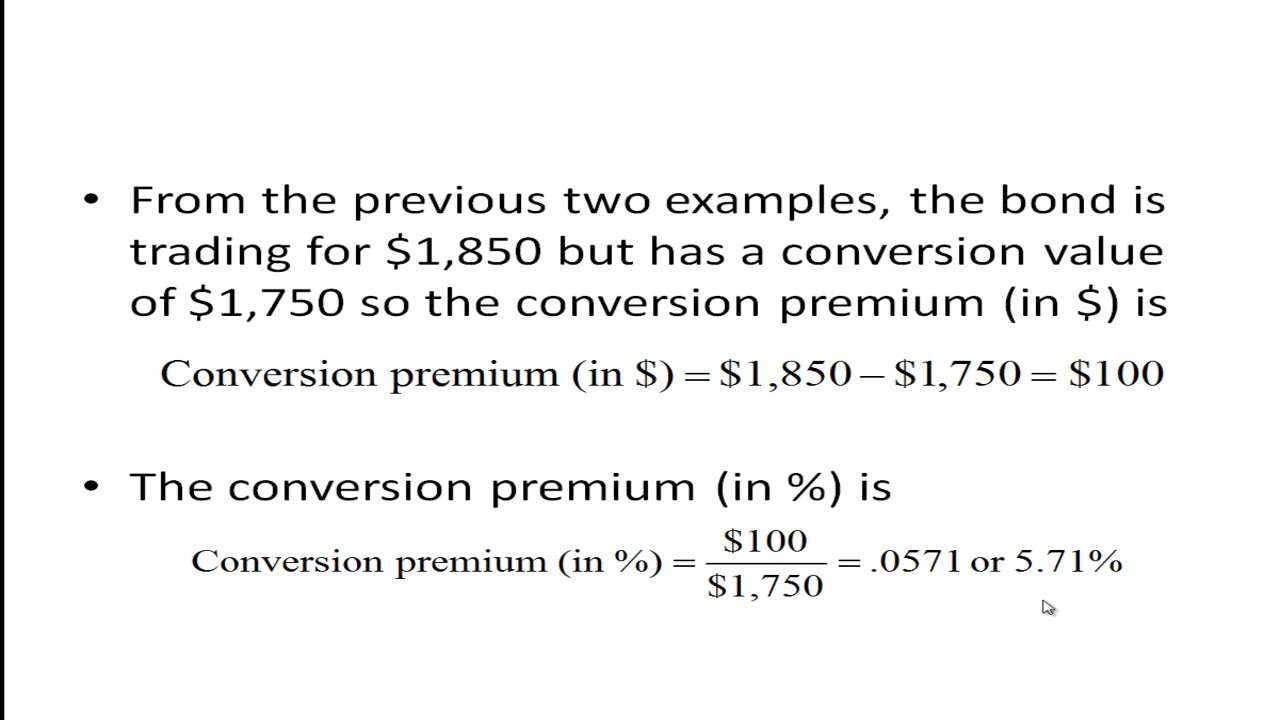 • From the previous two examples, the bond is
trading for $1,850 but has a conversion value
of $1,750 so the conversion premium (in $) is
Conversion premium (in $) = $1,850 – $1,750 = $100
• The conversion premium (in %) is
Conversion premium (in %) = $100 / $1,750 = .0571 or 5.71%